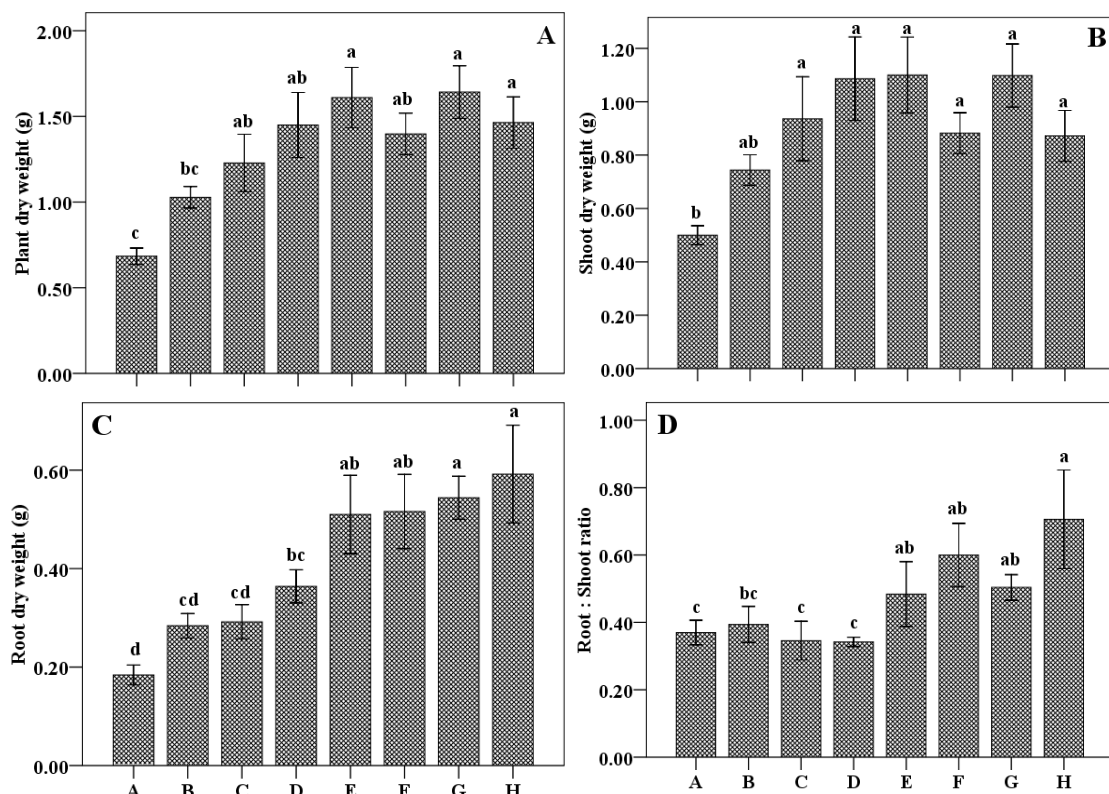 A
Plant dry weight (g)
2.00
1.50
1.00
0.50
0.00
c
bc
ab
ab
a
ab
a
a
B
Shoot dry weight (g)
1.20
1.00
0.80
0.60
0.40
0.20
0.00
b
ab
a
a
a
a
a
a
C
Root dry weight (g)
0.60
0.40
0.20
0.00
d
cd
cd
bc
ab
ab
a
a
A B C D E F G H
D
Root : Shoot ratio
1.00
0.80
0.60
0.40
0.20
0.00
c
bc
c
c
ab
ab
ab
a
A B C D E F G H